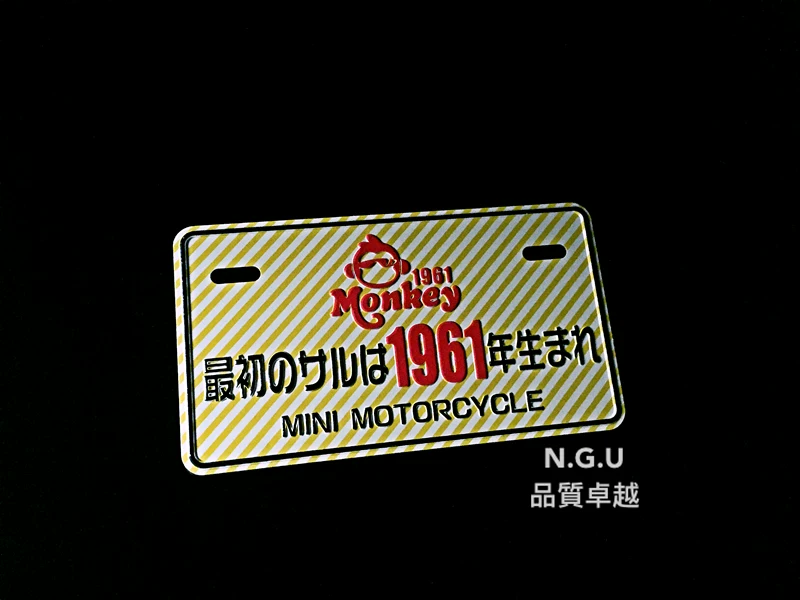 1961
Monkey
最初のサルは1961年生まれ
MINI MOTORCYCLE
N.G.U
品質卓越